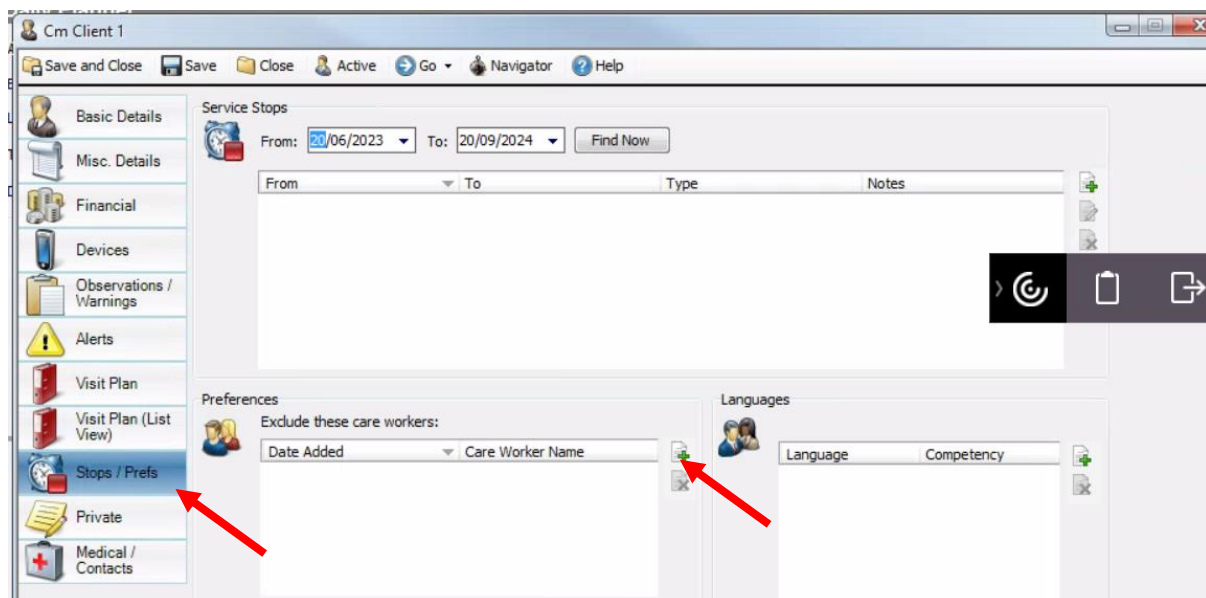 Cm Client 1
Save and Close Save Close Active Go Navigator Help
Basic Details
Misc. Details
Financial
Devices
Observations /
Warnings
Alerts
Visit Plan
Visit Plan (List
View)
Stops / Prefs
Private
Medical /
Contacts
Service Stops
From: 20/06/2023 To: 20/09/2024 Find Now
From To Type Notes
Preferences
Exclude these care workers:
Date Added Care Worker Name
Languages
Language Competency